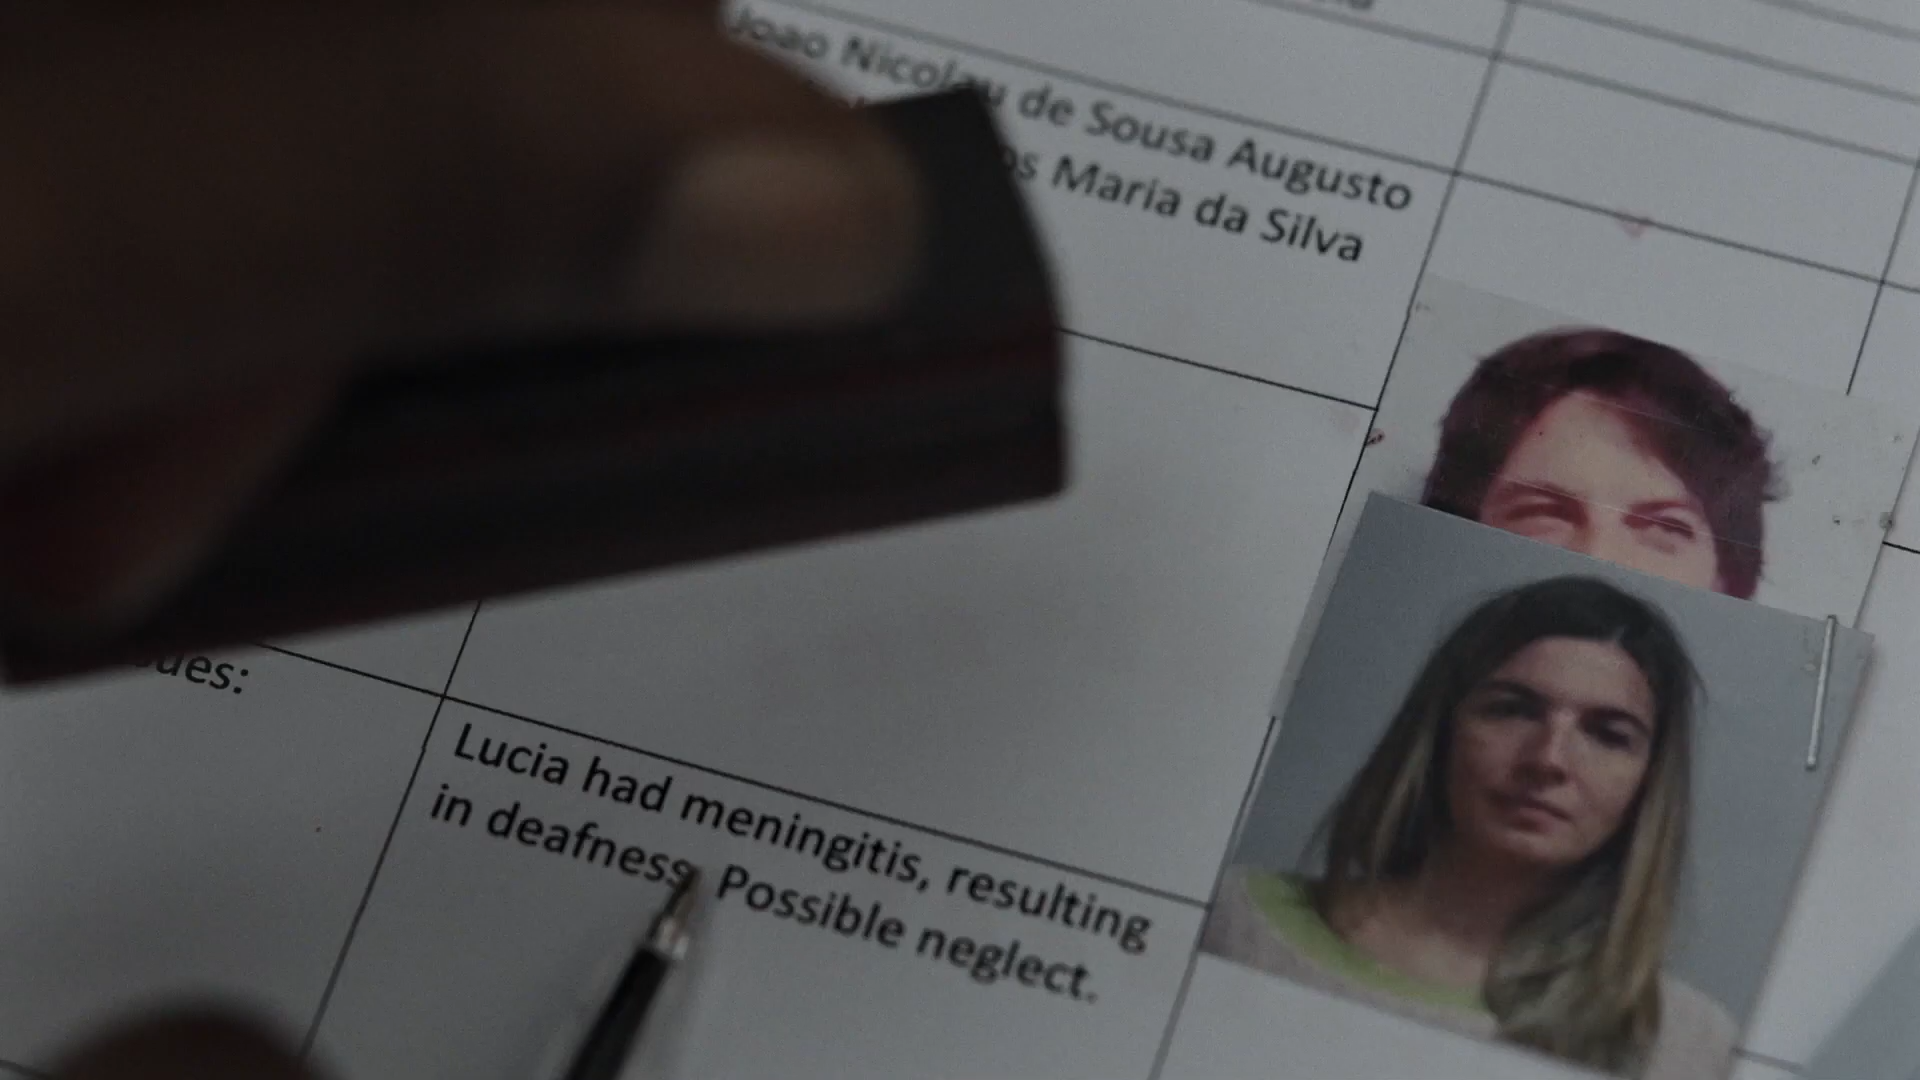 Joao Nicolau de Sousa Augusto
Maria da Silva
Lucia had meningitis, resulting
in deafness. Possible neglect.